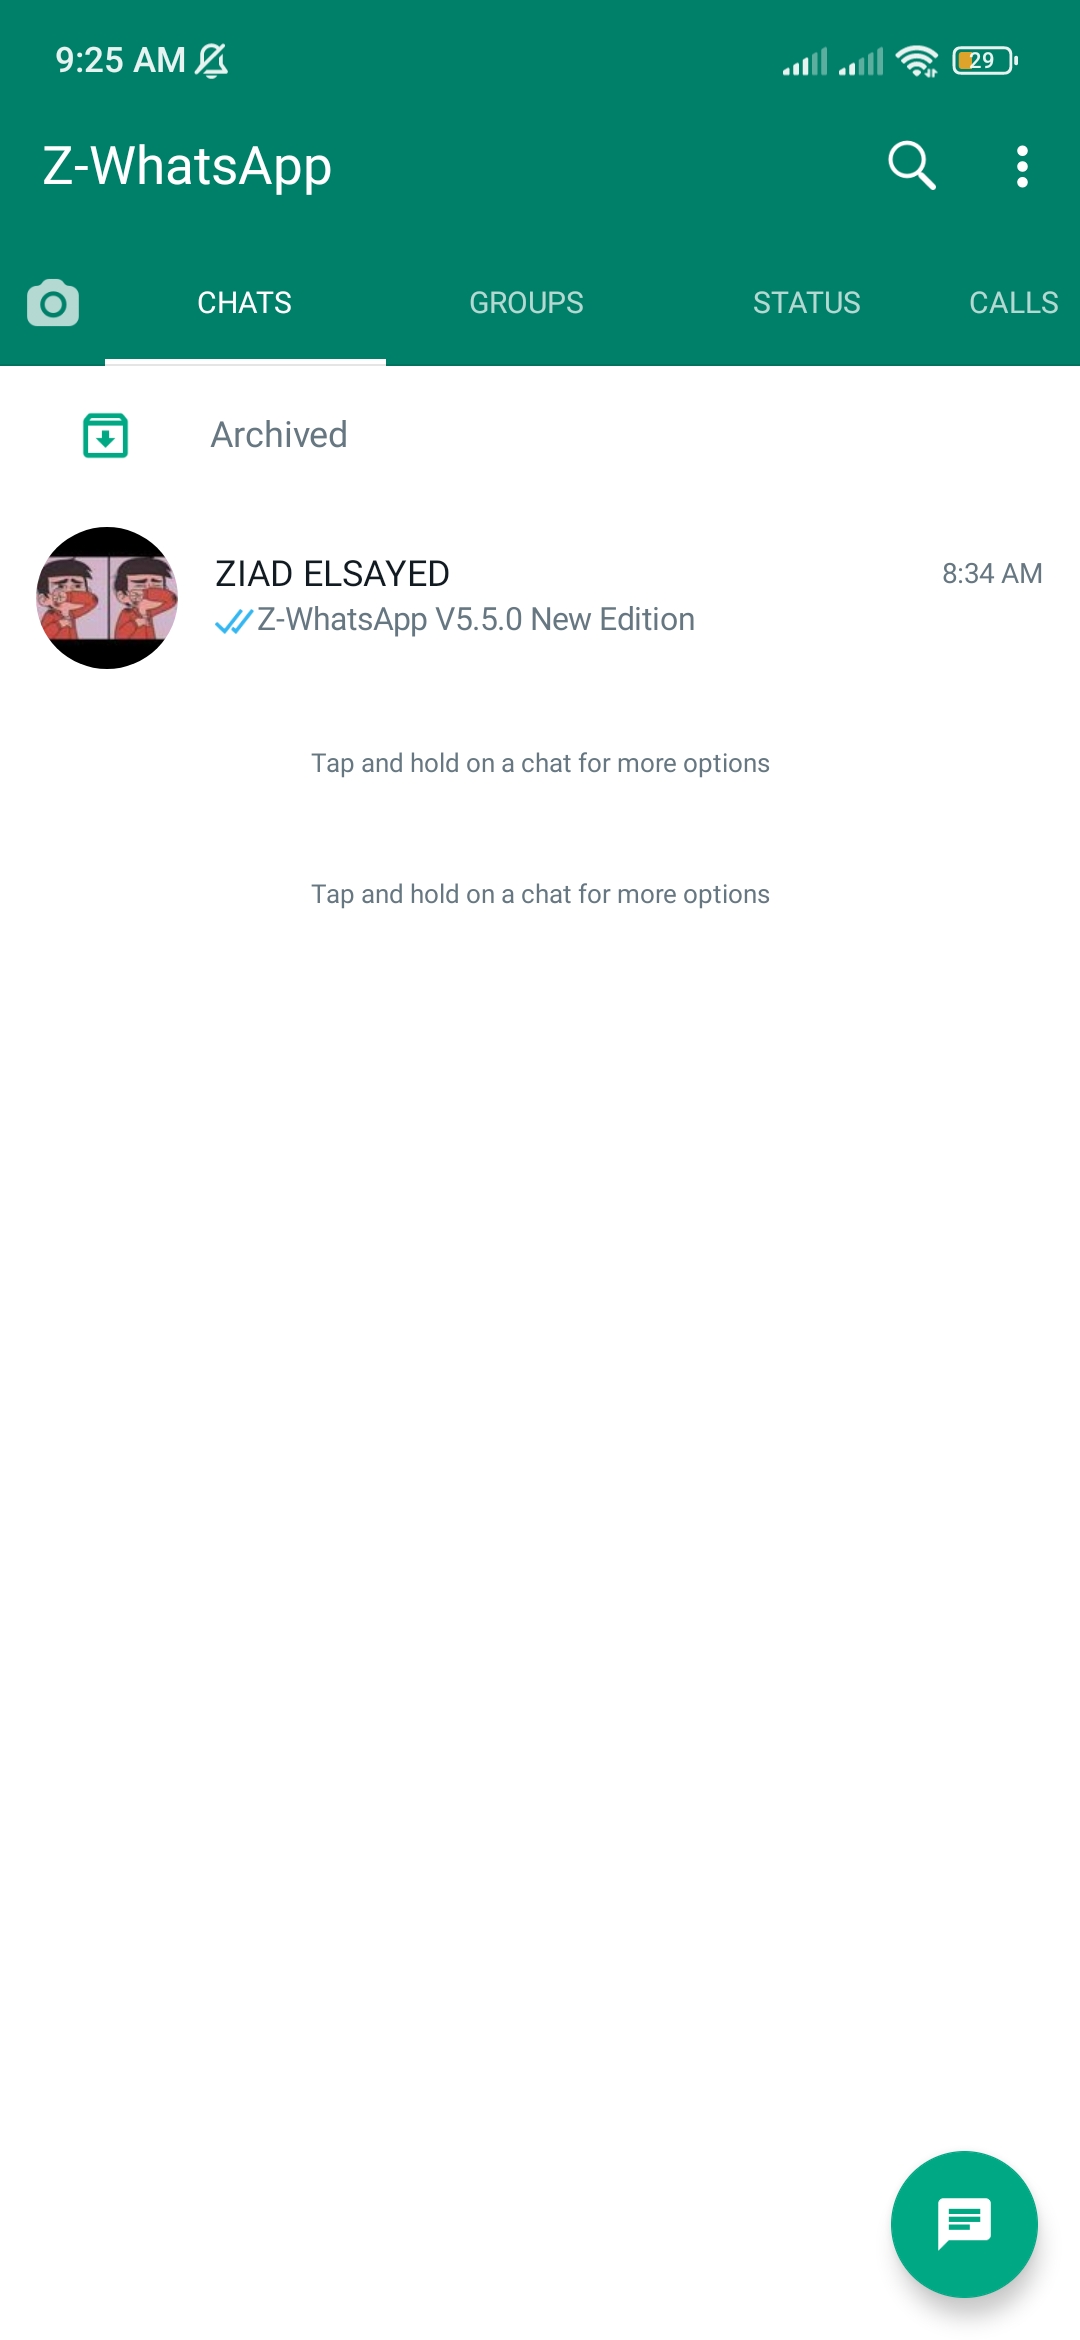 9:25 AM
29
Z-WhatsApp
CHATS
GROUPS
STATUS
CALLS
Archived
ZIAD ELSAYED
8:34 AM
Z-WhatsApp V5.5.0 New Edition
Tap and hold on a chat for more options
Tap and hold on a chat for more options